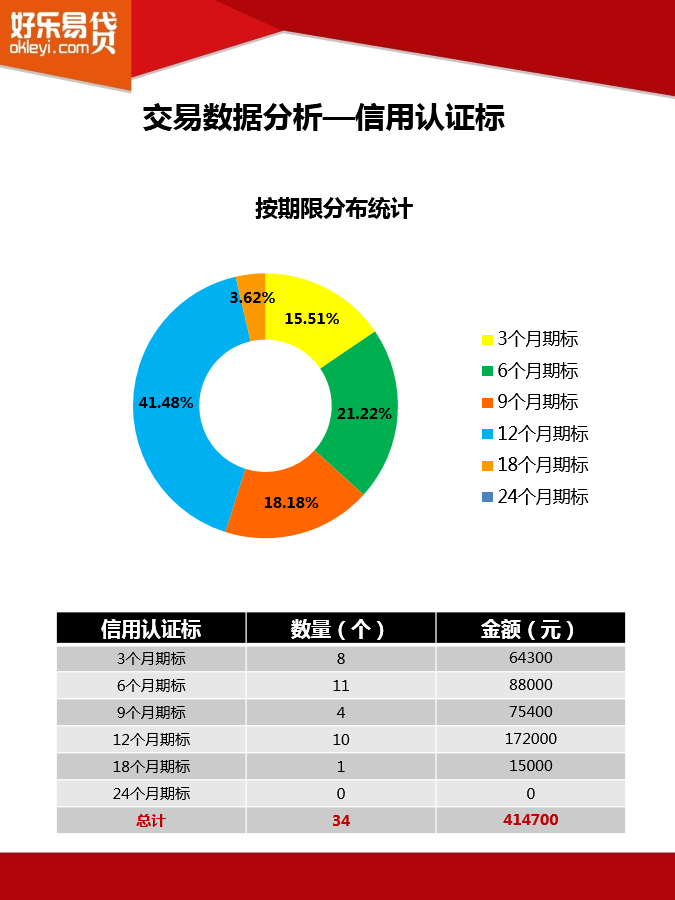 好乐易贷
okleyi.com
交易数据分析—信用认证标
按期限分布统计
3.62%
15.51%
41.48%
21.22%
18.18%
3个月期标
6个月期标
9个月期标
12个月期标
18个月期标
24个月期标
信用认证标 数量（个） 金额（元）
3个月期标 8 64300
6个月期标 11 88000
9个月期标 4 75400
12个月期标 10 172000
18个月期标 1 15000
24个月期标 0 0
总计 34 414700